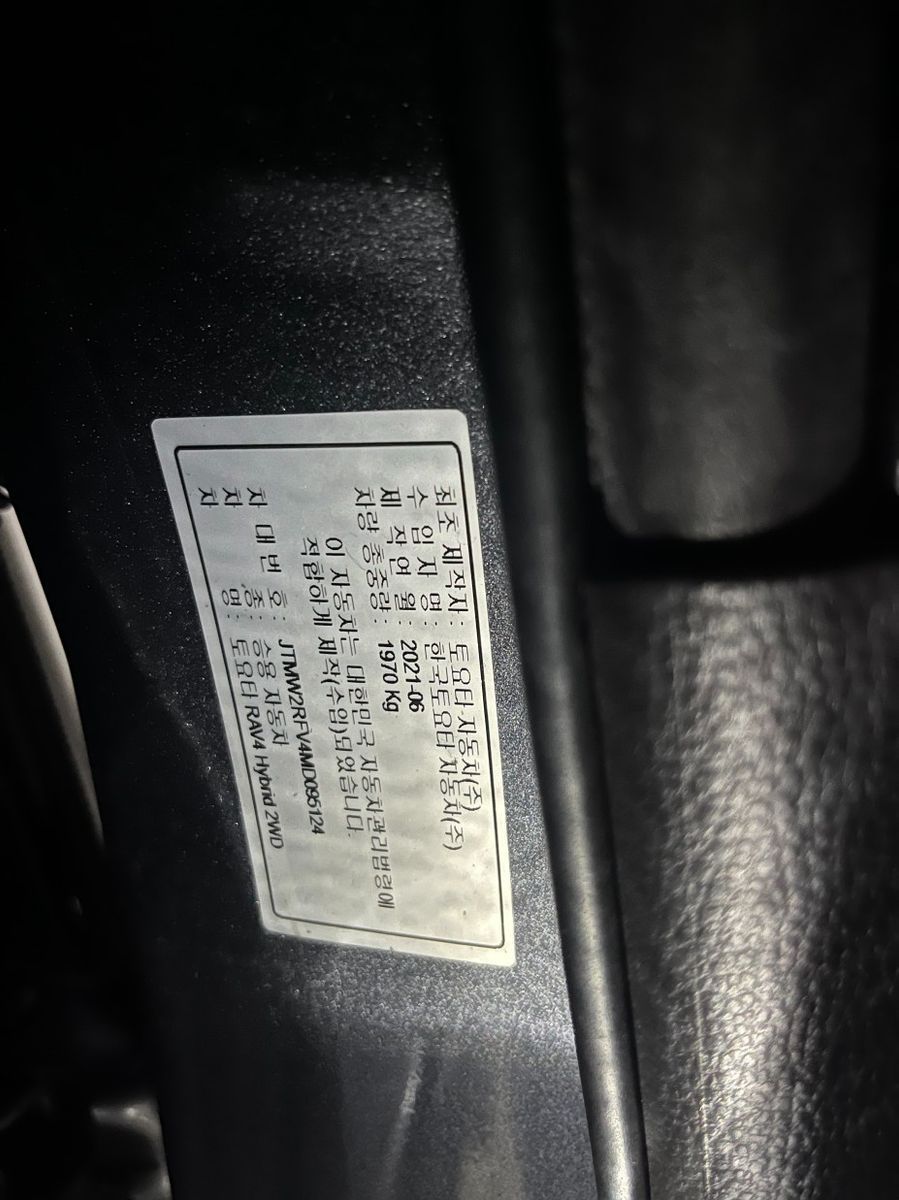 최초 제작자 : 토요타 자동차(주)
수 입 자 명 : 한국토요타 자동차(주)
제 작 연 월 : 2021-06
차량 총중량 : 1970 Kg
이 자동차는 대한민국 자동차관리법령에
적합하게 제작(수입)되었습니다.
차 대 번 호 : JTMW2RFV4MD095124
차 종 : 승용 자동차
차 명 : 토요타 RAV4 Hybrid 2WD